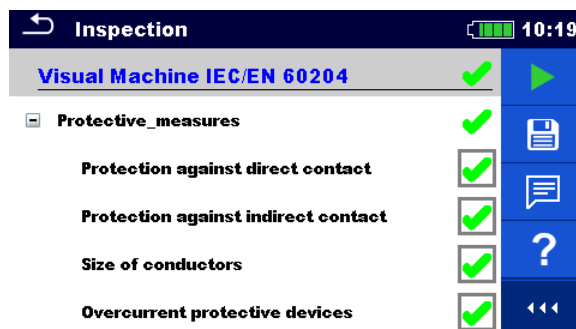 Inspection
10:19
Visual Machine IEC/EN 60204
Protective_measures
Protection against direct contact
Protection against indirect contact
Size of conductors
Overcurrent protective devices
?